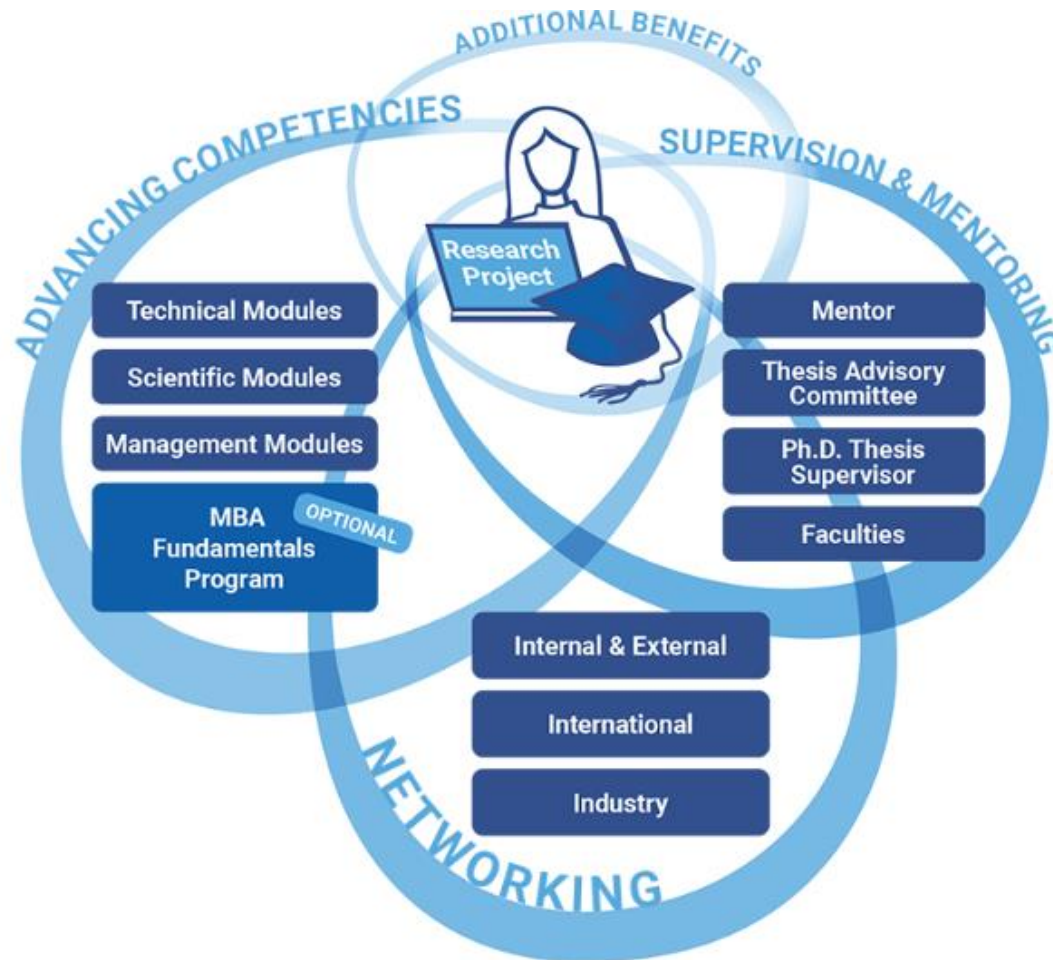 ADDITIONAL BENEFITS
ADVANCING COMPETENCIES
SUPERVISION & MENTORING
Research
Project
Technical Modules
Scientific Modules
Management Modules
MBA
Fundamentals
Program
OPTIONAL
Mentor
Thesis Advisory
Committee
Ph.D. Thesis
Supervisor
Faculties
Internal & External
International
Industry
NETWORKING